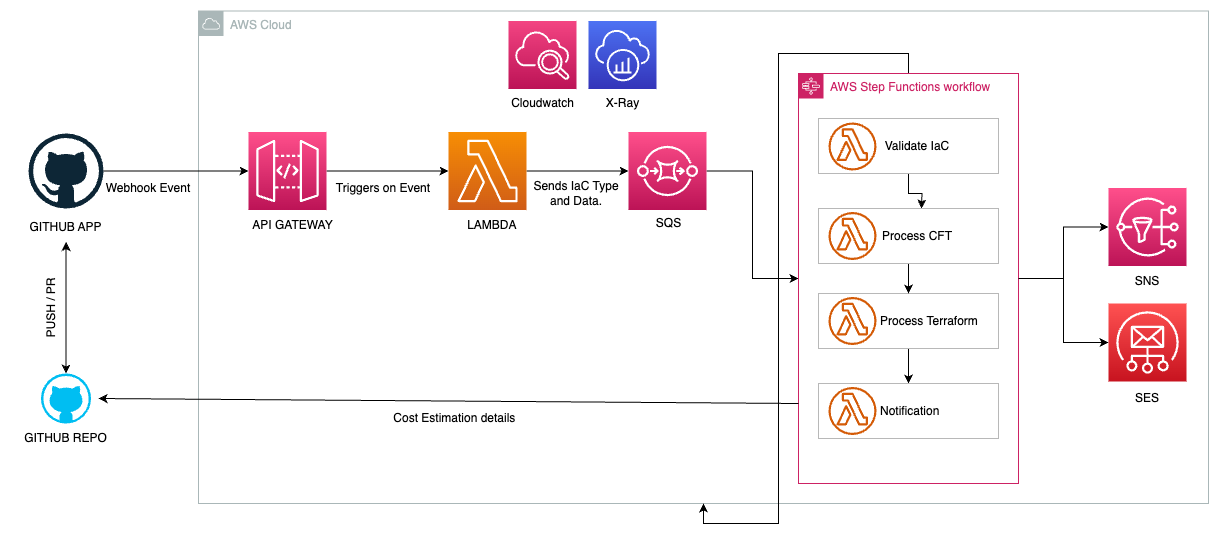 AWS Cloud
Cloudwatch
X-Ray
AWS Step Functions workflow
GITHUB APP
Webhook Event
API GATEWAY
Triggers on Event
LAMBDA
Sends IaC Type
and Data.
SQS
Validate IaC
Process CFT
Process Terraform
Notification
SNS
SES
PUSH / PR
GITHUB REPO
Cost Estimation details